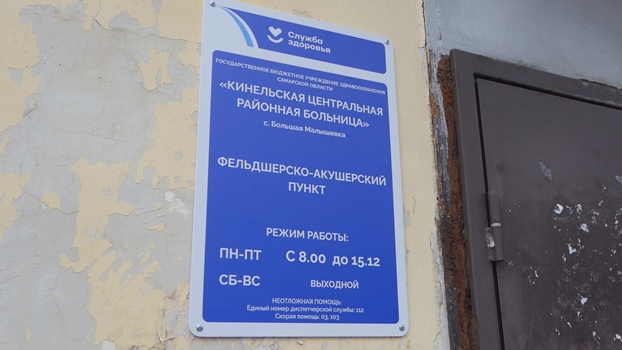 Служба
здоровья
ГОСУДАРСТВЕННОЕ БЮДЖЕТНОЕ УЧРЕЖДЕНИЕ ЗДРАВООХРАНЕНИЯ
САМАРСКОЙ ОБЛАСТИ
«КИНЕЛЬСКАЯ ЦЕНТРАЛЬНАЯ
РАЙОННАЯ БОЛЬНИЦА»
с. Большая Малышевка
ФЕЛЬДШЕРСКО-АКУШЕРСКИЙ
ПУНКТ
РЕЖИМ РАБОТЫ:
ПН-ПТ С 8.00 до 15.12
СБ-ВС ВЫХОДНОЙ
НЕОТЛОЖНАЯ ПОМОЩЬ:
Единый номер диспетчерской службы: 112
Скорая помощь: 03, 103